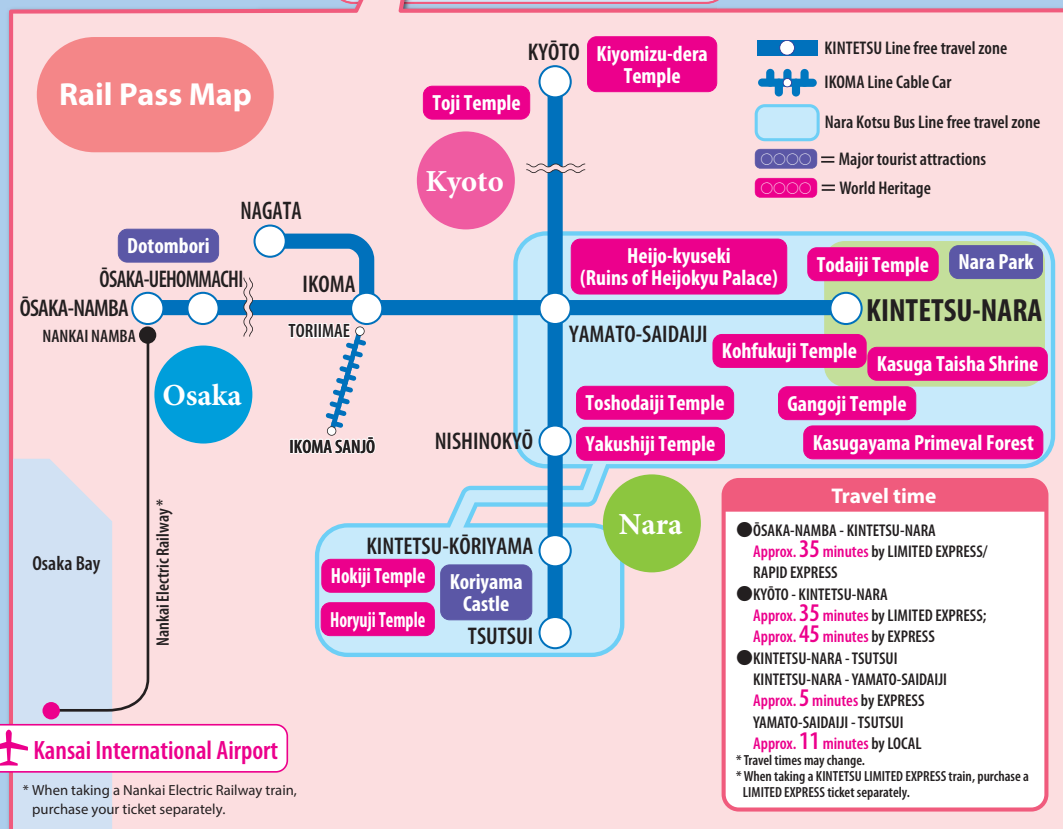 Rail Pass Map
KYŌTO
Kiyomizu-dera
Temple
Toji Temple
Kyoto
KINTETSU Line free travel zone
IKOMA Line Cable Car
Nara Kotsu Bus Line free travel zone
○○○○ = Major tourist attractions
○○○○ = World Heritage
NAGATA
Dotombori
ŌSAKA-UEHOMMACHI
IKOMA
ŌSAKA-NAMBA
NANKAI NAMBA
TORIIMAE
Osaka
IKOMA SANJŌ
Heijo-kyuseki
(Ruins of Heijokyu Palace)
Todaiji Temple
Nara Park
KINTETSU-NARA
YAMATO-SAIDAIJI
Kohfukuji Temple
Kasuga Taisha Shrine
Toshodaiji Temple
Gangoji Temple
NISHINOKYŌ
Yakushiji Temple
Kasugayama Primeval Forest
Nara
KINTETSU-KŌRIYAMA
Hokiji Temple
Koriyama
Castle
Horyuji Temple
TSUTSUI
Osaka Bay
Nankai Electric Railway *
Kansai International Airport
* When taking a Nankai Electric Railway train,
purchase your ticket separately.
Travel time
●ŌSAKA-NAMBA - KINTETSU-NARA
Approx. 35 minutes by LIMITED EXPRESS/
RAPID EXPRESS
●KYŌTO - KINTETSU-NARA
Approx. 35 minutes by LIMITED EXPRESS;
Approx. 45 minutes by EXPRESS
●KINTETSU-NARA - TSUTSUI
KINTETSU-NARA - YAMATO-SAIDAIJI
Approx. 5 minutes by EXPRESS
YAMATO-SAIDAIJI - TSUTSUI
Approx. 11 minutes by LOCAL
* Travel times may change.
* When taking a KINTETSU LIMITED EXPRESS train, purchase a
LIMITED EXPRESS ticket separately.